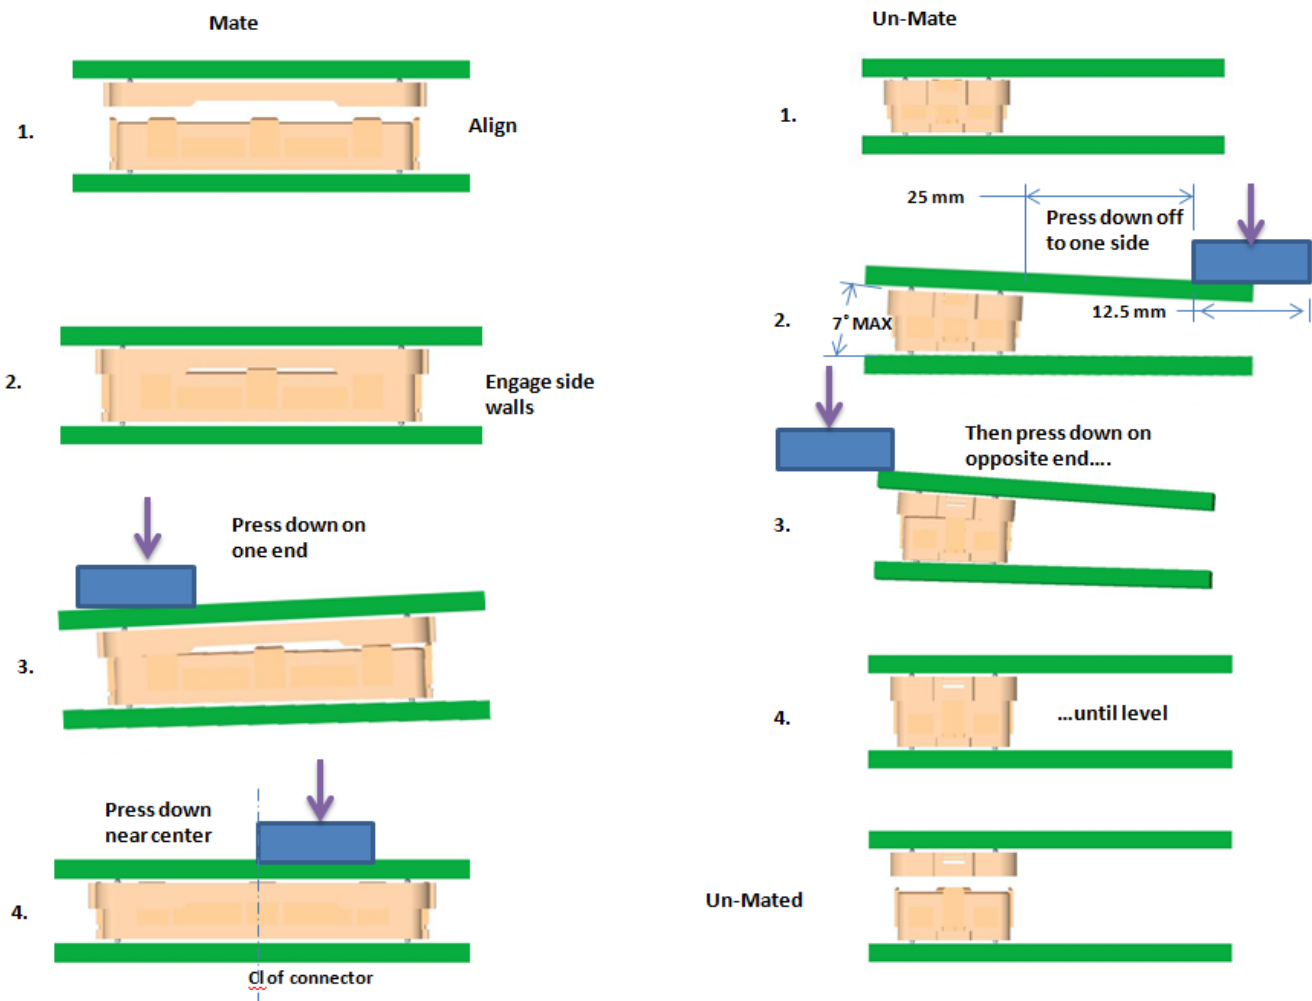 Mate
1.
Align
2.
Engage side
walls
Press down on
one end
3.
Press down
near center
4.
Cl of connector
Un-Mate
1.
25 mm
Press down off
to one side
2.
7° MAX
12.5 mm
Then press down on
opposite end....
3.
4.
...until level
Un-Mated